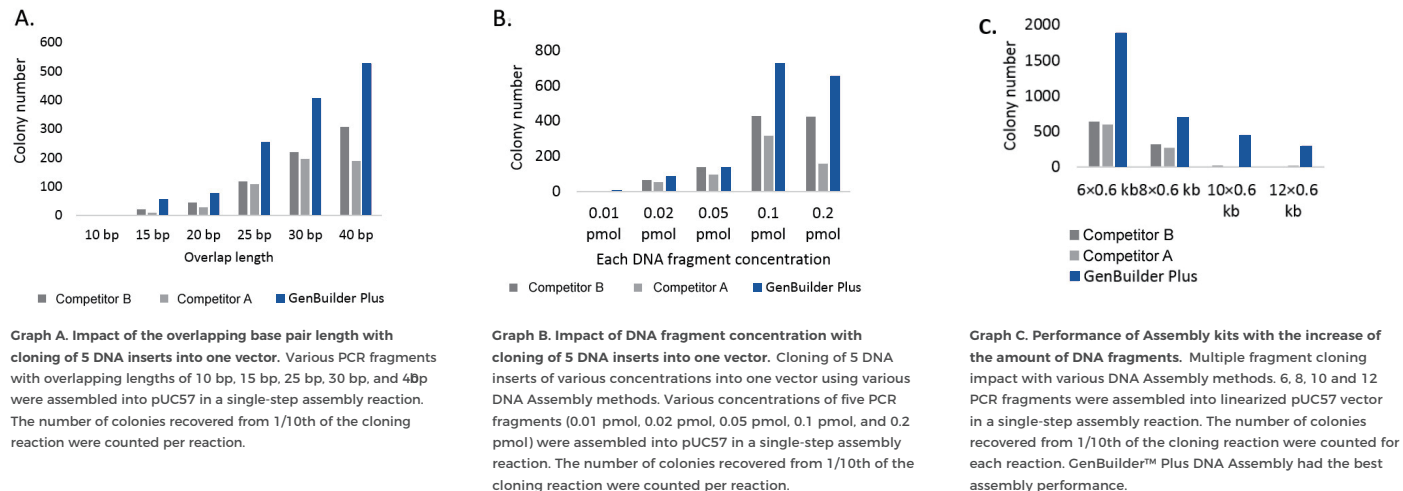 A.
600
500
400
300
200
100
0
Colony number
10 bp 15 bp 20 bp 25 bp 30 bp 40 bp
Overlap length
Competitor B Competitor A GenBuilder Plus
Graph A. Impact of the overlapping base pair length with
cloning of 5 DNA inserts into one vector. Various PCR fragments
with overlapping lengths of 10 bp, 15 bp, 25 bp, 30 bp, and 40bp
were assembled into pUC57 in a single-step assembly reaction.
The number of colonies recovered from 1/10th of the cloning
reaction were counted per reaction.
B.
800
600
400
200
0
Colony number
0.01 0.02 0.05 0.1 0.2
pmol pmol pmol pmol pmol
Each DNA fragment concentration
Competitor B Competitor A GenBuilder Plus
Graph B. Impact of DNA fragment concentration with
cloning of 5 DNA inserts into one vector. Cloning of 5 DNA
inserts of various concentrations into one vector using various
DNA Assembly methods. Various concentrations of five PCR
fragments (0.01 pmol, 0.02 pmol, 0.05 pmol, 0.1 pmol, and 0.2
pmol) were assembled into pUC57 in a single-step assembly
reaction. The number of colonies recovered from 1/10th of the
cloning reaction were counted per reaction.
C.
2000
1500
1000
500
0
Colony number
6×0.6 kb 8×0.6 kb 10×0.6 12×0.6
kb kb
Competitor B
Competitor A
GenBuilder Plus
Graph C. Performance of Assembly kits with the increase of
the amount of DNA fragments. Multiple fragment cloning
impact with various DNA Assembly methods. 6, 8, 10 and 12
PCR fragments were assembled into linearized pUC57 vector
in a single-step assembly reaction. The number of colonies
recovered from 1/10th of the cloning reaction were counted for
each reaction. GenBuilder™ Plus DNA Assembly had the best
assembly performance.